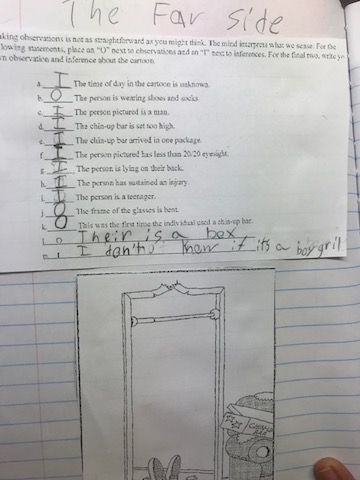 The Far Side
aking observations is not as straightforward as you might think. The mind interprets what we sense. For the
lowing statements, place an "O" next to observations and an "I" next to inferences. For the final two, write yo
n observation and inference about the cartoon.
a. I The time of day in the cartoon is unknown.
b. O The person is wearing shoes and socks.
c. I The person pictured is a man.
d. I The chin-up bar is set too high.
e. I The chin-up bar arrived in one package.
f. I The person pictured has less than 20/20 eyesight.
g. I The person is lying on their back.
h. I The person has sustained an injury.
i. I The person is a teenager.
j. O The frame of the glasses is bent.
k. O This was the first time the individual used a chin-up bar.
l. O Their is a box
m. I I don't know if it's a boy gril